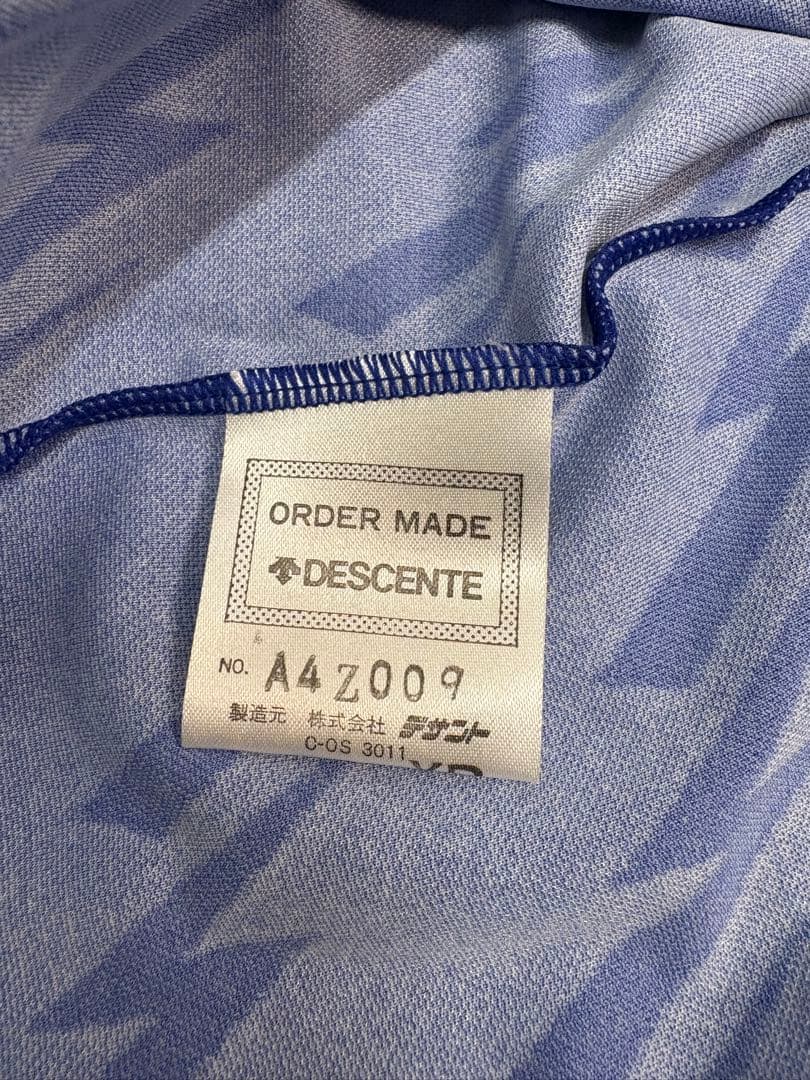 ORDER MADE
DESCENTE
NO. A4Z009
製造元 株式会社 デサント
C-OS 3011